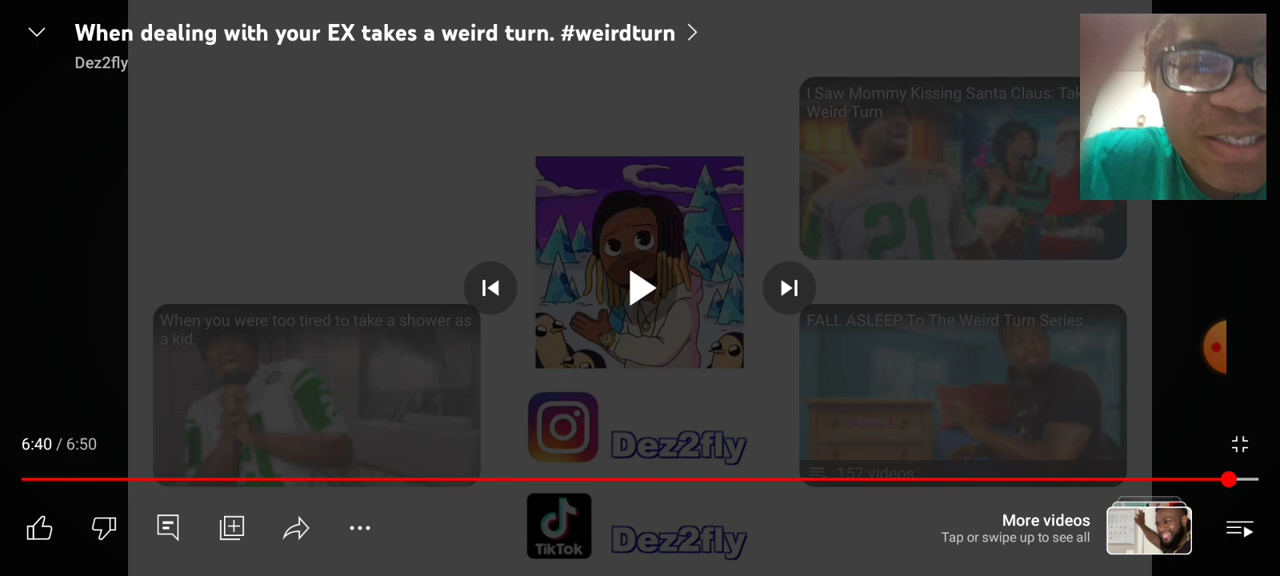 When dealing with your EX takes a weird turn. #weirdturn
Dez2fly
I Saw Mommy Kissing Santa Claus: Tak
Weird Turn
21
When you were too tired to take a shower as
a kid.
FALL ASLEEP To The Weird Turn Series
157 videos
6:40 / 6:50
Dez2fly
TikTok
Dez2fly
More videos
Tap or swipe up to see all